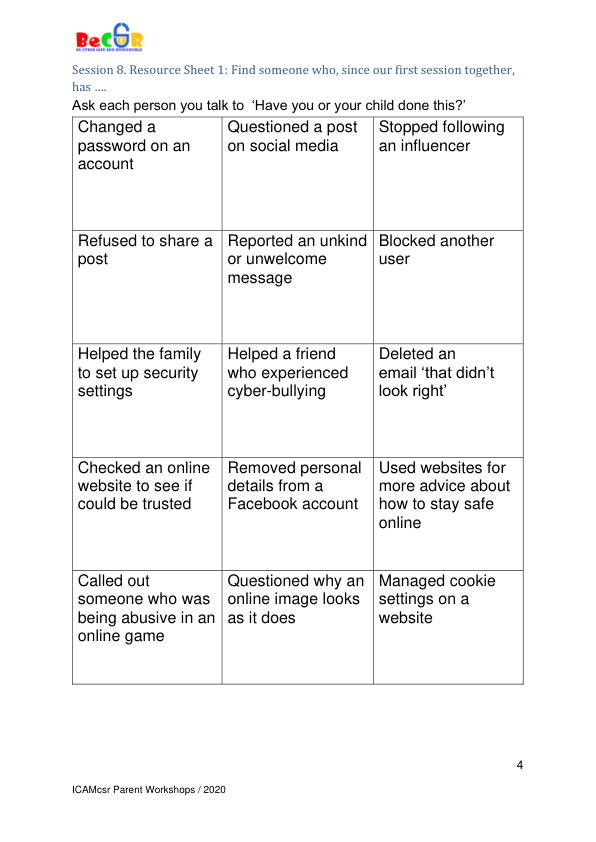 BeCSR
BE CYBER SAFE AND RESPONSIBLE
Session 8. Resource Sheet 1: Find someone who, since our first session together,
has ….
Ask each person you talk to  ‘Have you or your child done this?’
Changed a
password on an
account
Questioned a post
on social media
Stopped following
an influencer
Refused to share a
post
Reported an unkind
or unwelcome
message
Blocked another
user
Helped the family
to set up security
settings
Helped a friend
who experienced
cyber-bullying
Deleted an
email ‘that didn’t
look right’
Checked an online
website to see if
could be trusted
Removed personal
details from a
Facebook account
Used websites for
more advice about
how to stay safe
online
Called out
someone who was
being abusive in an
online game
Questioned why an
online image looks
as it does
Managed cookie
settings on a
website
4
ICAMcsr Parent Workshops / 2020